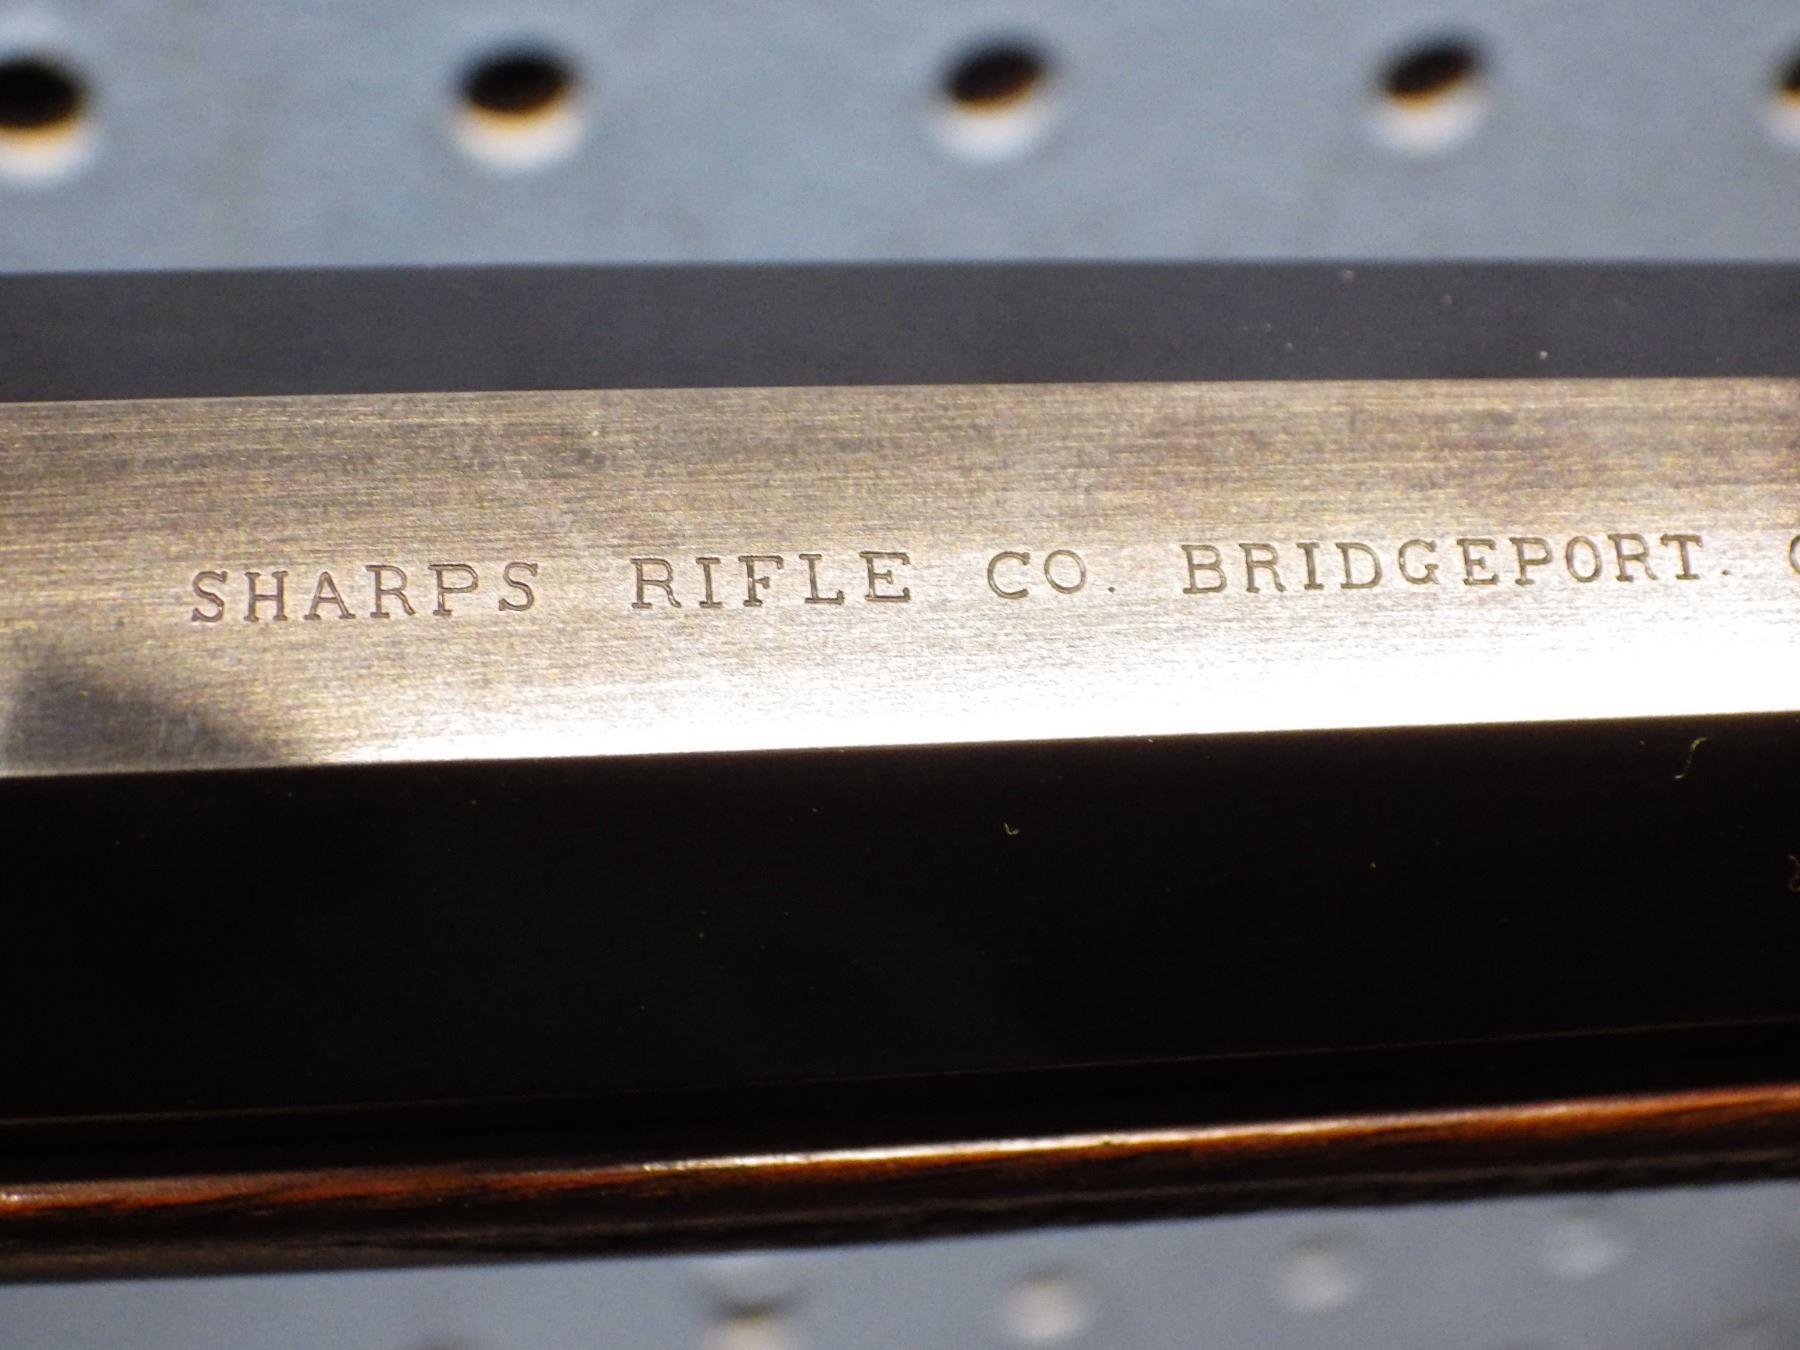 SHARPS RIFLE CO. BRIDGEPORT.